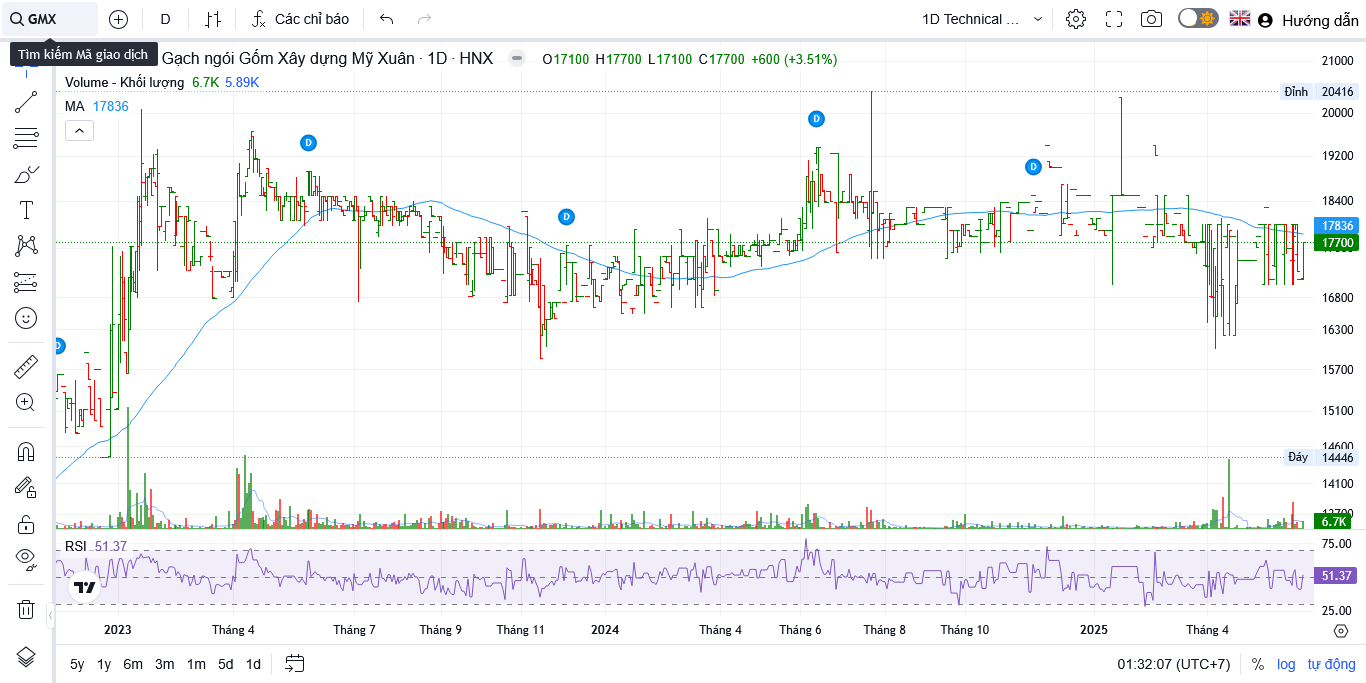 GMX
D
Các chỉ báo
1D Technical ...
Hướng dẫn
Tìm kiếm Mã giao dịch
Gạch ngói Gốm Xây dựng Mỹ Xuân · 1D · HNX
O17100 H17700 L17100 C17700 +600 (+3.51%)
Volume - Khối lượng 6.7K 5.89K
MA 17836
21000
Đỉnh 20416
20000
19200
18400
17836
17700
16800
16300
15700
15100
14600
Đáy 14446
14100
13700
6.7K
D
D
D
D
D
RSI 51.37
75.00
51.37
25.00
2023 Tháng 4 Tháng 7 Tháng 9 Tháng 11 2024 Tháng 4 Tháng 6 Tháng 8 Tháng 10 2025 Tháng 4
5y 1y 6m 3m 1m 5d 1d
01:32:07 (UTC+7) % log tự động